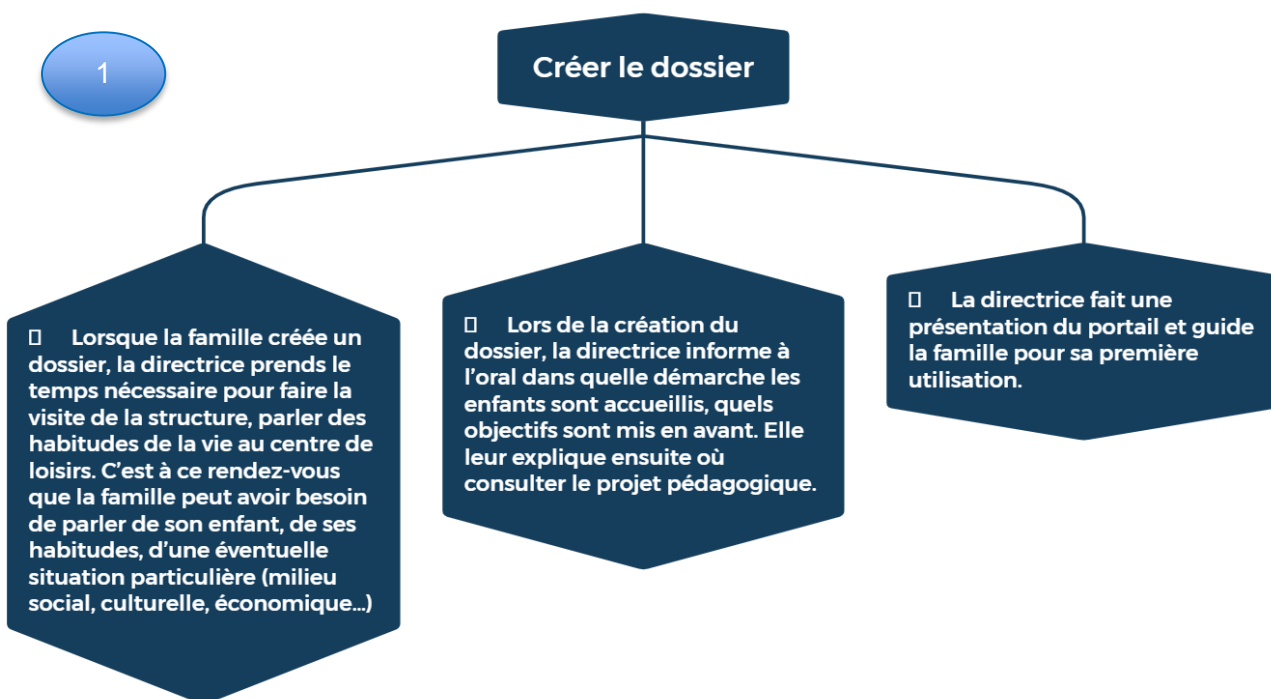 1
Créer le dossier
▯ Lorsque la famille créée un
dossier, la directrice prends le
temps nécessaire pour faire la
visite de la structure, parler des
habitudes de la vie au centre de
loisirs. C’est à ce rendez-vous
que la famille peut avoir besoin
de parler de son enfant, de ses
habitudes, d’une éventuelle
situation particulière (milieu
social, culturelle, économique...)
▯ Lors de la création du
dossier, la directrice informe à
l’oral dans quelle démarche les
enfants sont accueillis, quels
objectifs sont mis en avant. Elle
leur explique ensuite où
consulter le projet pédagogique.
▯ La directrice fait une
présentation du portail et guide
la famille pour sa première
utilisation.